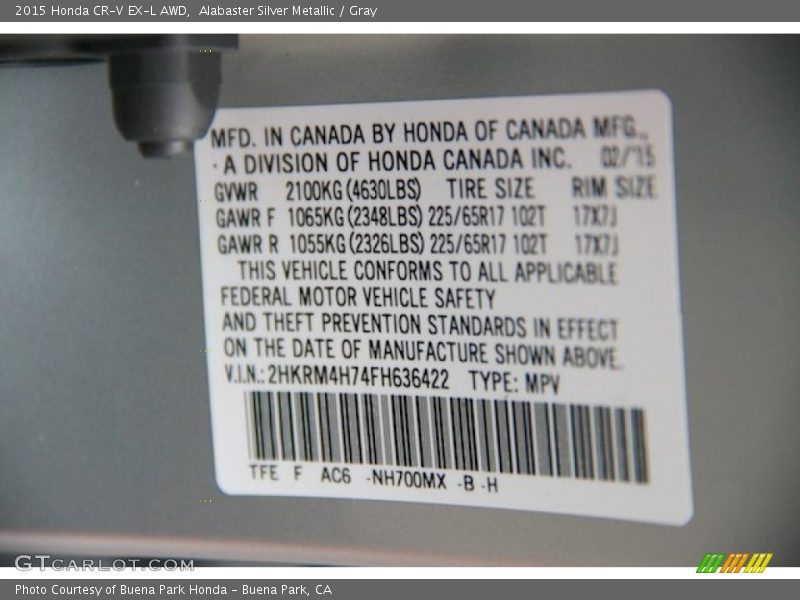 2015 Honda CR-V EX-L AWD,  Alabaster Silver Metallic / Gray
MFD. IN CANADA BY HONDA OF CANADA MFG.,
· A DIVISION OF HONDA CANADA INC.   02/'15
GVWR   2100KG (4630LBS)   TIRE SIZE   RIM SIZE
GAWR F  1065KG (2348LBS) 225/65R17 102T   17X7J
GAWR R  1055KG (2326LBS) 225/65R17 102T   17X7J
THIS VEHICLE CONFORMS TO ALL APPLICABLE
FEDERAL MOTOR VEHICLE SAFETY
AND THEFT PREVENTION STANDARDS IN EFFECT
ON THE DATE OF MANUFACTURE SHOWN ABOVE.
V.I.N.: 2HKRM4H74FH636422   TYPE: MPV
TFE  F   AC6  -NH700MX  -B -H
GTCARLOT.COM
Photo Courtesy of Buena Park Honda - Buena Park, CA